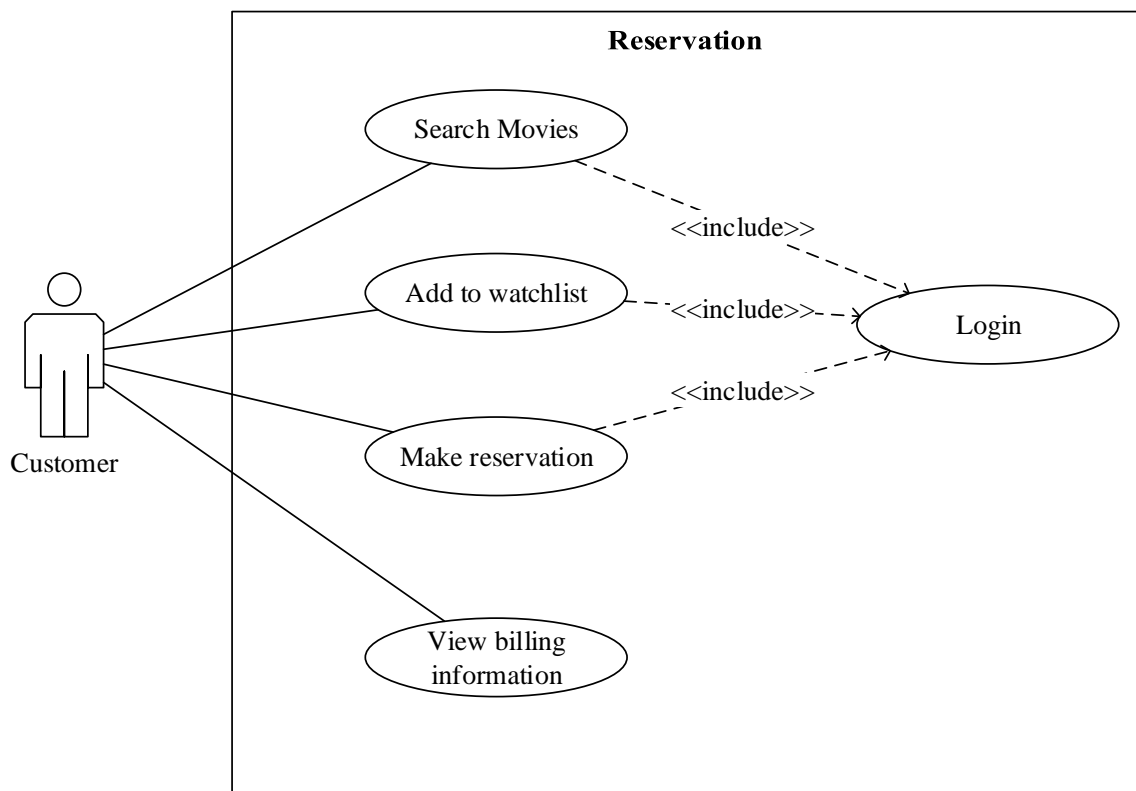 Reservation
Search Movies
<<include>>
Add to watchlist
<<include>>
Login
<<include>>
Make reservation
Customer
View billing
information